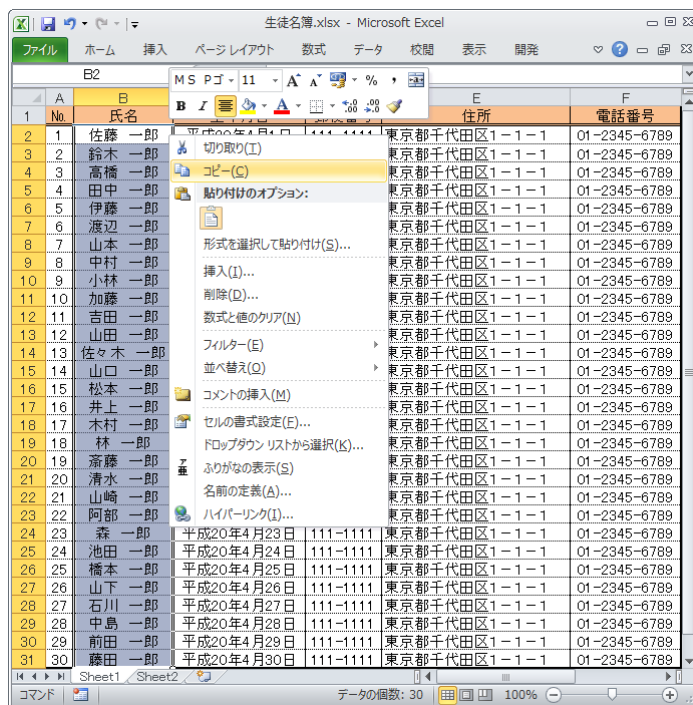 生徒名簿.xlsx - Microsoft Excel
ファイル ホーム 挿入 ページ レイアウト 数式 データ 校閲 表示 開発
B2
MS Pゴ 11 A A % ,
B I A
A B E F
1 No. 氏名 住所 電話番号
2 1 佐藤 一郎 東京都千代田区1－1－1 01-2345-6789
3 2 鈴木 一郎 東京都千代田区1－1－1 01-2345-6789
4 3 高橋 一郎 東京都千代田区1－1－1 01-2345-6789
5 4 田中 一郎 東京都千代田区1－1－1 01-2345-6789
6 5 伊藤 一郎 東京都千代田区1－1－1 01-2345-6789
7 6 渡辺 一郎 東京都千代田区1－1－1 01-2345-6789
8 7 山本 一郎 東京都千代田区1－1－1 01-2345-6789
9 8 中村 一郎 東京都千代田区1－1－1 01-2345-6789
10 9 小林 一郎 東京都千代田区1－1－1 01-2345-6789
11 10 加藤 一郎 東京都千代田区1－1－1 01-2345-6789
12 11 吉田 一郎 東京都千代田区1－1－1 01-2345-6789
13 12 山田 一郎 東京都千代田区1－1－1 01-2345-6789
14 13 佐々木 一郎 東京都千代田区1－1－1 01-2345-6789
15 14 山口 一郎 東京都千代田区1－1－1 01-2345-6789
16 15 松本 一郎 東京都千代田区1－1－1 01-2345-6789
17 16 井上 一郎 東京都千代田区1－1－1 01-2345-6789
18 17 木村 一郎 東京都千代田区1－1－1 01-2345-6789
19 18 林 一郎 東京都千代田区1－1－1 01-2345-6789
20 19 斎藤 一郎 東京都千代田区1－1－1 01-2345-6789
21 20 清水 一郎 東京都千代田区1－1－1 01-2345-6789
22 21 山崎 一郎 東京都千代田区1－1－1 01-2345-6789
23 22 阿部 一郎 東京都千代田区1－1－1 01-2345-6789
24 23 森 一郎 平成20年4月23日 111-1111 東京都千代田区1－1－1 01-2345-6789
25 24 池田 一郎 平成20年4月24日 111-1111 東京都千代田区1－1－1 01-2345-6789
26 25 橋本 一郎 平成20年4月25日 111-1111 東京都千代田区1－1－1 01-2345-6789
27 26 山下 一郎 平成20年4月26日 111-1111 東京都千代田区1－1－1 01-2345-6789
28 27 石川 一郎 平成20年4月27日 111-1111 東京都千代田区1－1－1 01-2345-6789
29 28 中島 一郎 平成20年4月28日 111-1111 東京都千代田区1－1－1 01-2345-6789
30 29 前田 一郎 平成20年4月29日 111-1111 東京都千代田区1－1－1 01-2345-6789
31 30 藤田 一郎 平成20年4月30日 111-1111 東京都千代田区1－1－1 01-2345-6789
切り取り(T)
コピー(C)
貼り付けのオプション:
形式を選択して貼り付け(S)...
挿入(I)...
削除(D)...
数式と値のクリア(N)
フィルター(E)
並べ替え(O)
コメントの挿入(M)
セルの書式設定(F)...
ドロップダウン リストから選択(K)...
ふりがなの表示(S)
名前の定義(A)...
ハイパーリンク(I)...
Sheet1 Sheet2
コマンド データの個数: 30 100%